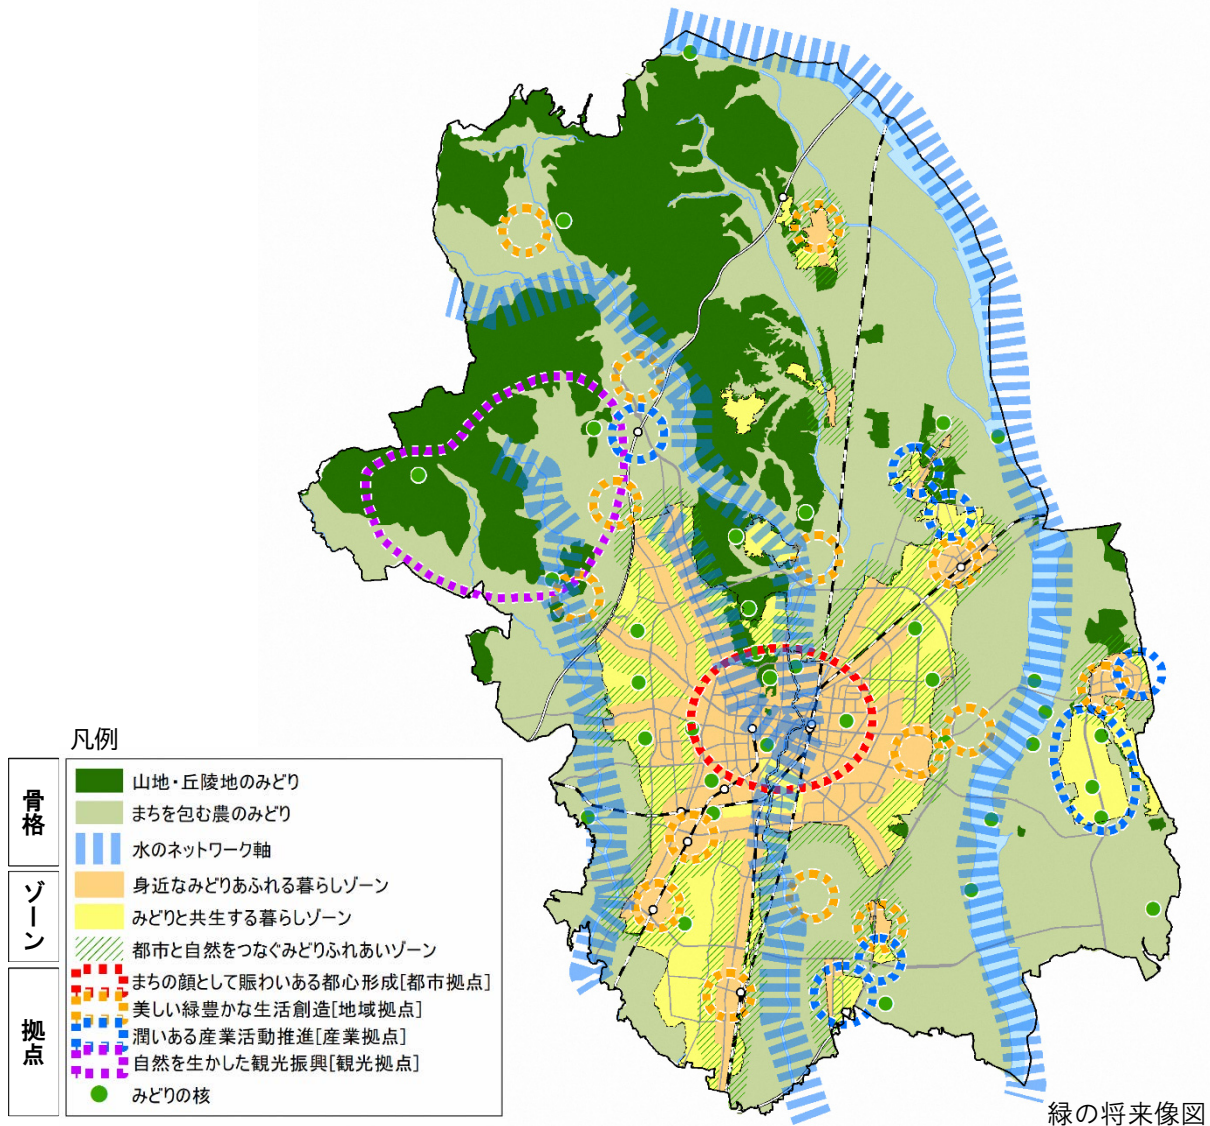 凡例
骨格
山地・丘陵地のみどり
まちを包む農のみどり
水のネットワーク軸
ゾーン
身近なみどりあふれる暮らしゾーン
みどりと共生する暮らしゾーン
都市と自然をつなぐみどりふれあいゾーン
拠点
まちの顔として賑わいある都心形成[都市拠点]
美しい緑豊かな生活創造[地域拠点]
潤いある産業活動推進[産業拠点]
自然を生かした観光振興[観光拠点]
みどりの核
緑の将来像図